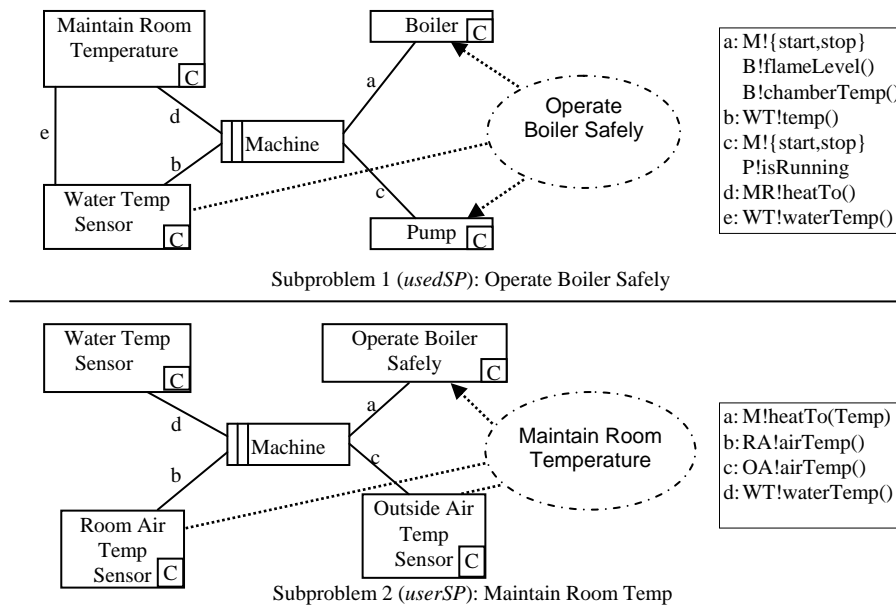 Maintain Room
Temperature
C
Boiler
C
a
d
e
b
c
Machine
Operate
Boiler Safely
Water Temp
Sensor
C
Pump
C
a: M!{start,stop}
B!flameLevel()
B!chamberTemp()
b: WT!temp()
c: M!{start,stop}
P!isRunning
d: MR!heatTo()
e: WT!waterTemp()
Subproblem 1 (usedSP): Operate Boiler Safely
Water Temp
Sensor
C
Operate Boiler
Safely
C
d
a
b
c
Machine
Maintain Room
Temperature
Room Air
Temp
Sensor
C
Outside Air
Temp
Sensor
C
a: M!heatTo(Temp)
b: RA!airTemp()
c: OA!airTemp()
d: WT!waterTemp()
Subproblem 2 (userSP): Maintain Room Temp